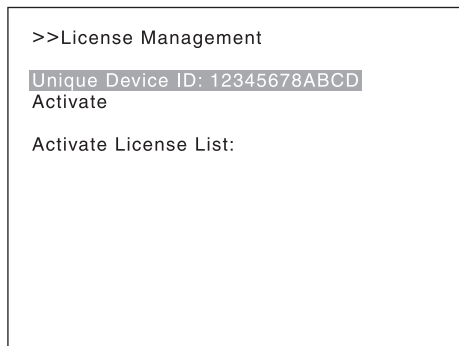 >>License Management
Unique Device ID: 12345678ABCD
Activate
Activate License List: